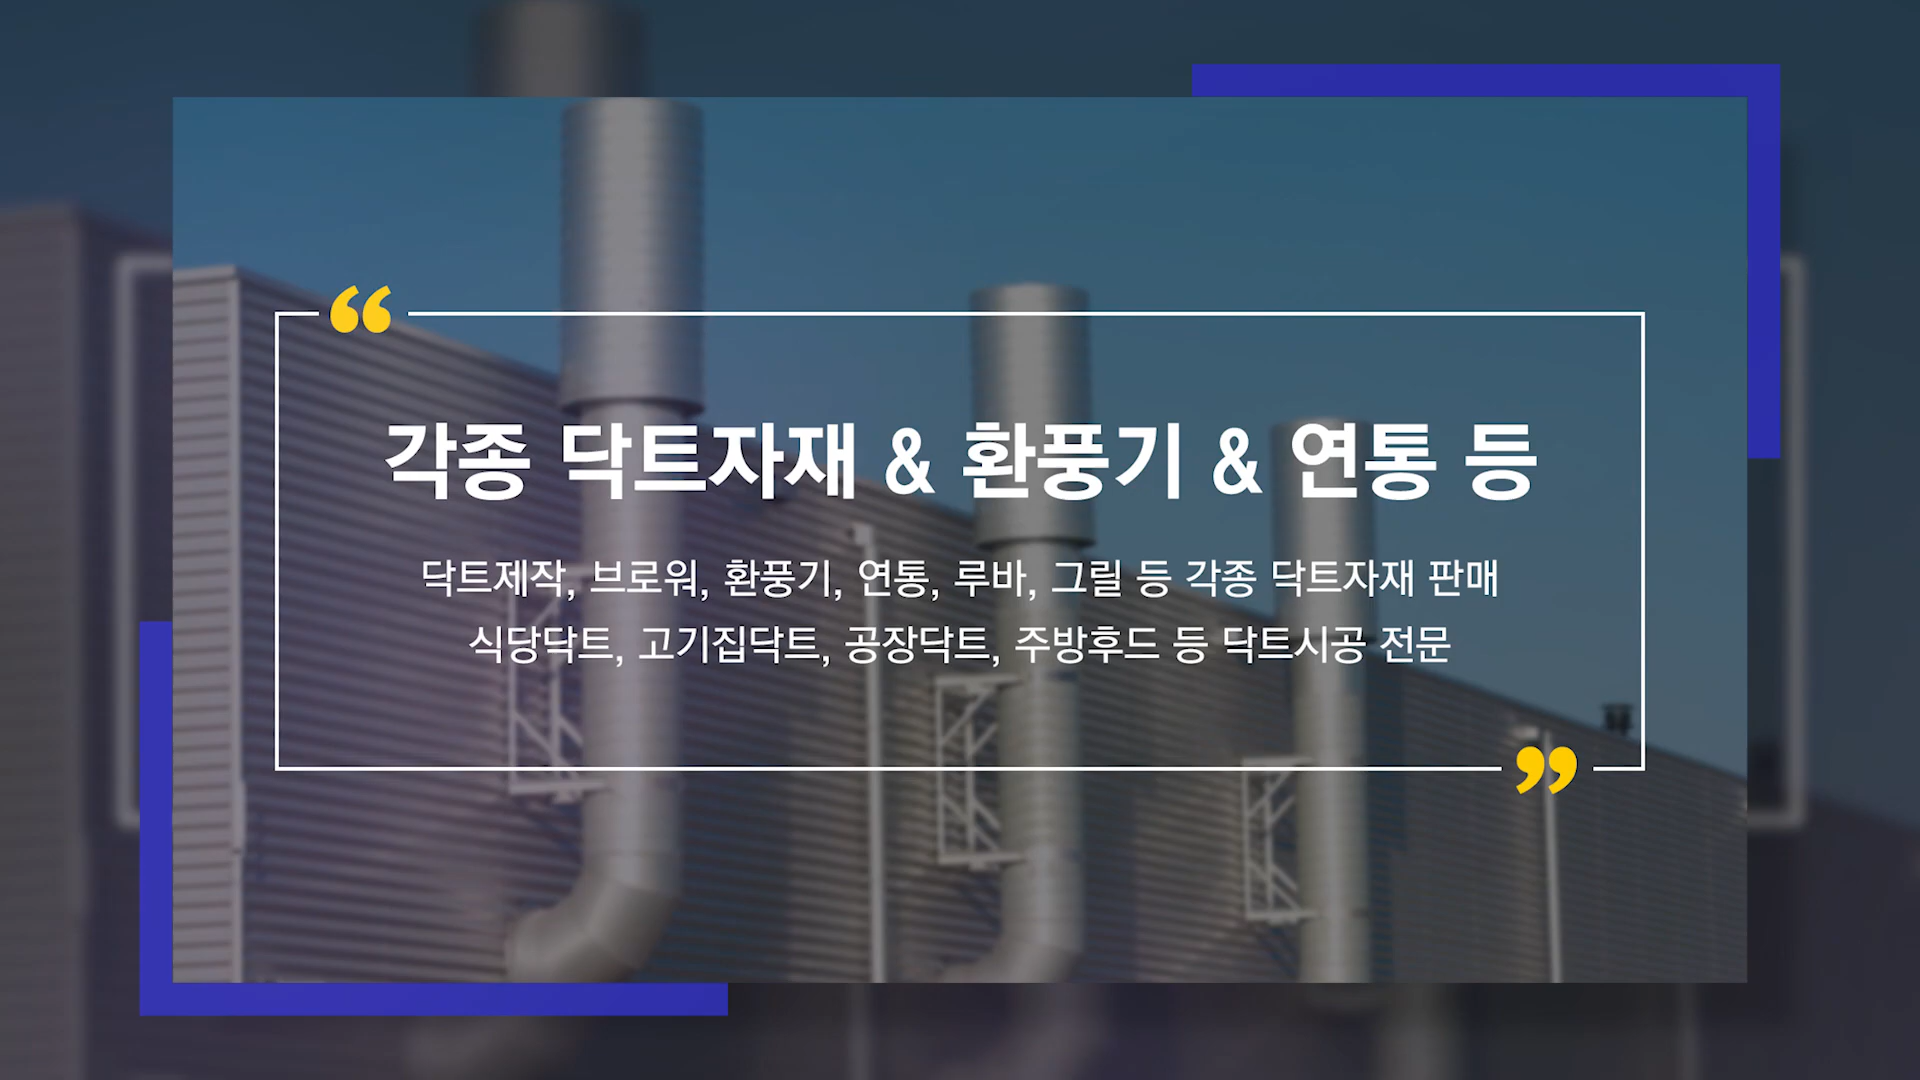 각종 닥트자재 & 환풍기 & 연통 등
닥트제작, 브로워, 환풍기, 연통, 루바, 그릴 등 각종 닥트자재 판매
식당닥트, 고기집닥트, 공장닥트, 주방후드 등 닥트시공 전문